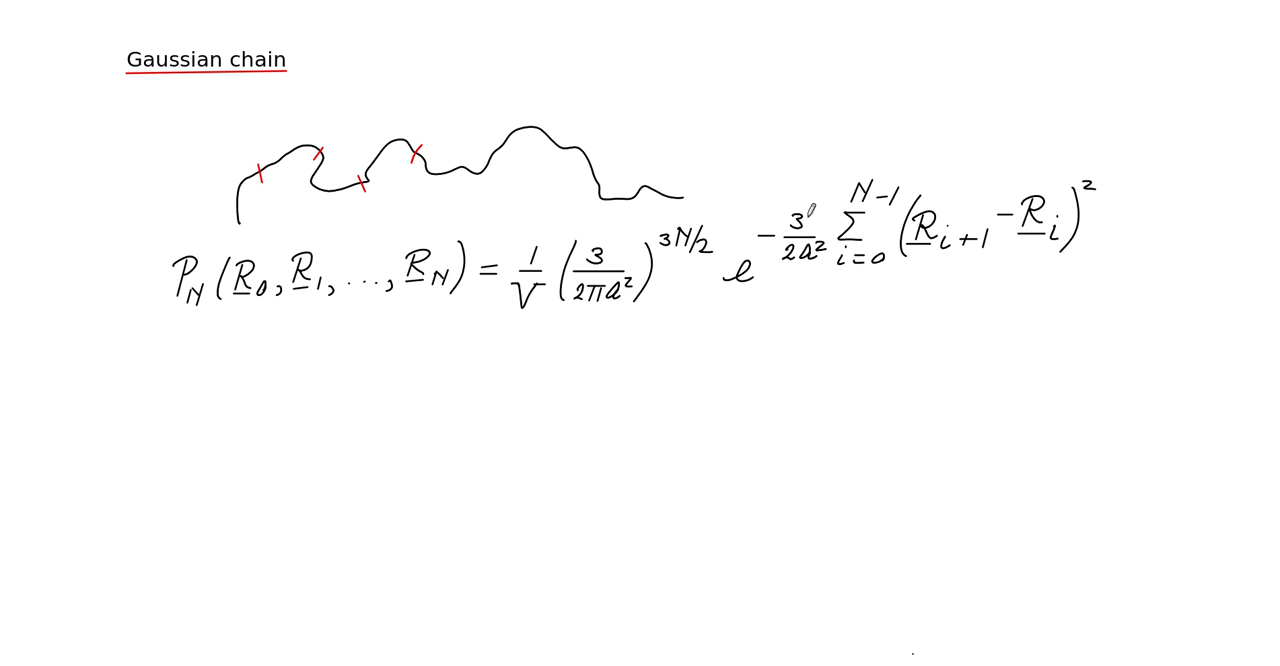 Gaussian chain
P_N (R_0, R_1, ..., R_N) = 1/V (3/2πa²)^{3N/2} e^{-3/2a² Σ_{i=0}^{N-1} (R_{i+1} - R_i)²}